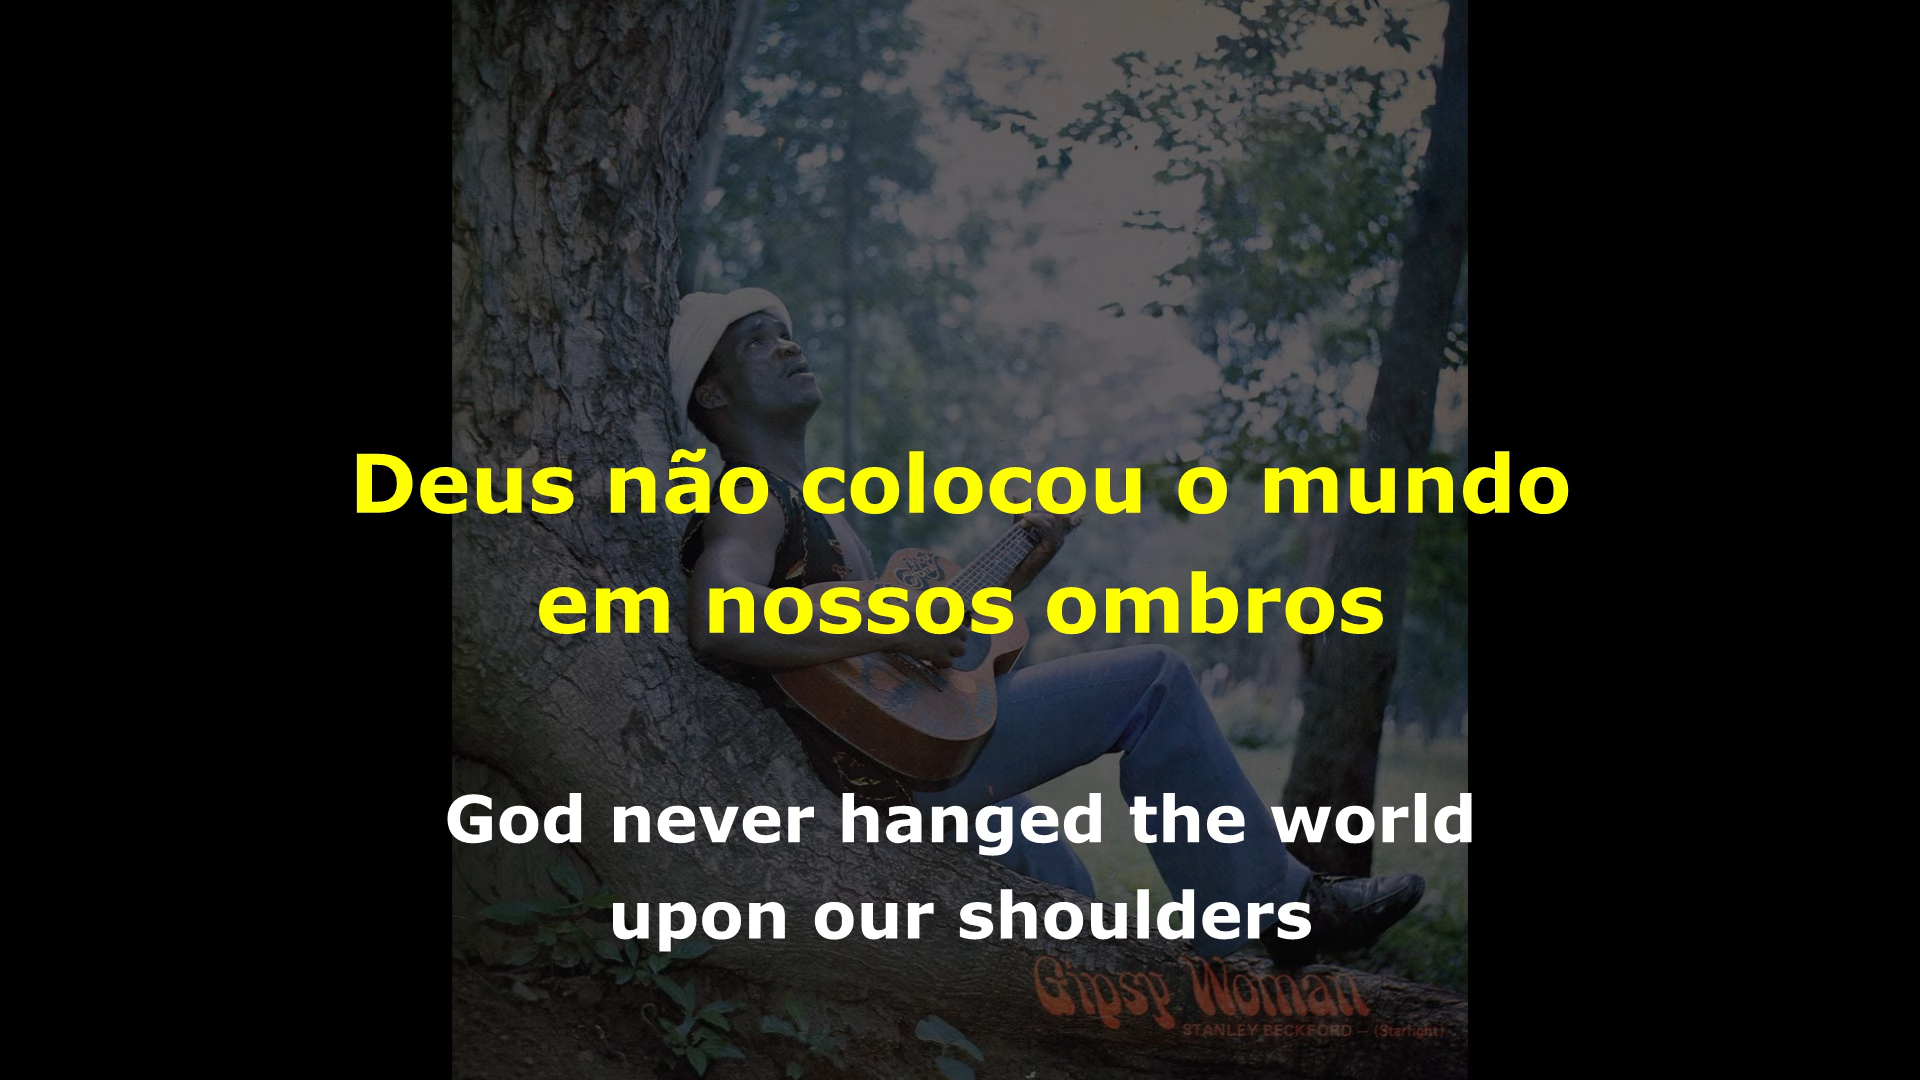 Deus não colocou o mundo
em nossos ombros
God never hanged the world
upon our shoulders
Gipsy Woman
STANLEY BECKFORD – (Starlight)